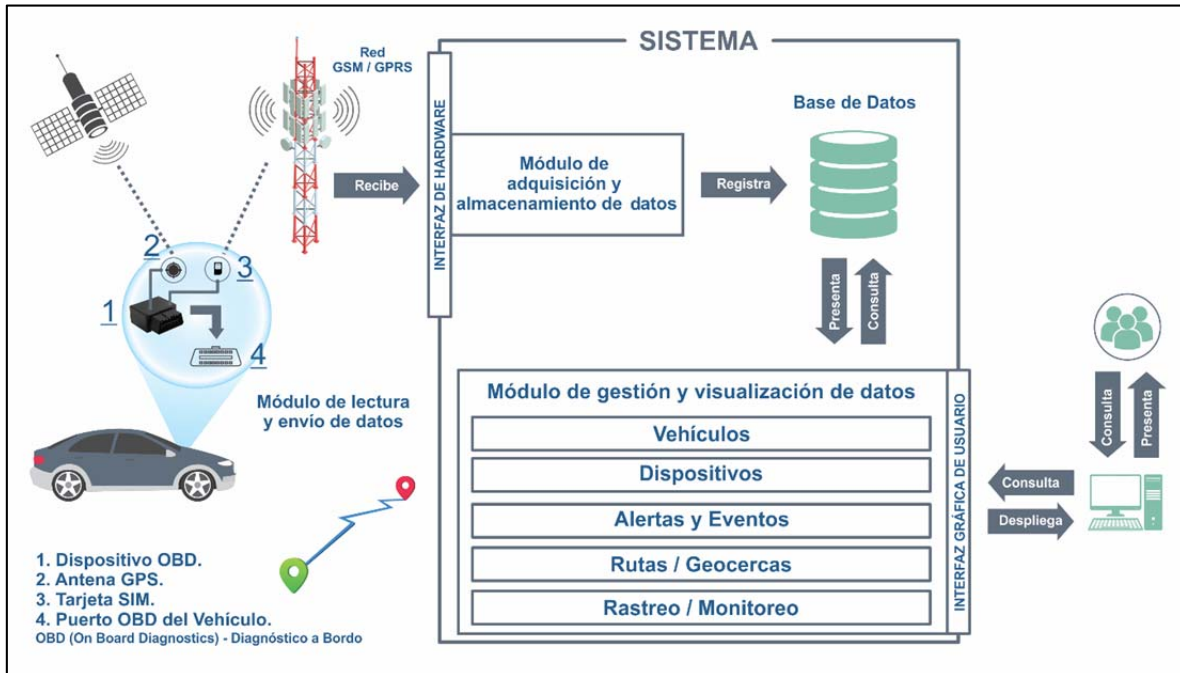 SISTEMA
Red
GSM / GPRS
Recibe
INTERFAZ DE HARDWARE
Módulo de
adquisición y
almacenamiento de datos
Registra
Base de Datos
2
3
1
4
Módulo de lectura
y envío de datos
Presenta
Consulta
Módulo de gestión y visualización de datos
Vehículos
Dispositivos
Alertas y Eventos
Rutas / Geocercas
Rastreo / Monitoreo
INTERFAZ GRÁFICA DE USUARIO
Consulta
Presenta
Consulta
Despliega
1. Dispositivo OBD.
2. Antena GPS.
3. Tarjeta SIM.
4. Puerto OBD del Vehículo.
OBD (On Board Diagnostics) - Diagnóstico a Bordo